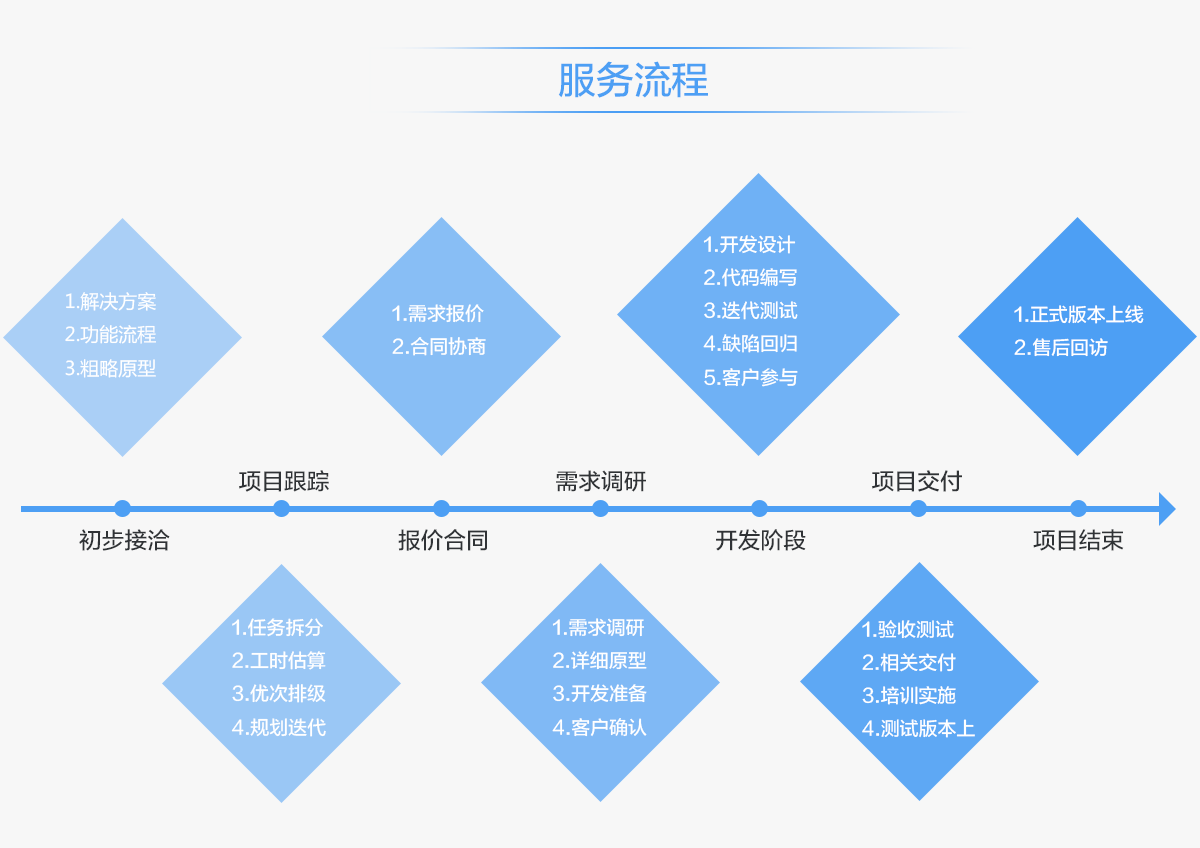 服务流程
1.解决方案
2.功能流程
3.粗略原型
1.需求报价
2.合同协商
1.开发设计
2.代码编写
3.迭代测试
4.缺陷回归
5.客户参与
1.正式版本上线
2.售后回访
项目跟踪
需求调研
项目交付
初步接洽
报价合同
开发阶段
项目结束
1.任务拆分
2.工时估算
3.优次排级
4.规划迭代
1.需求调研
2.详细原型
3.开发准备
4.客户确认
1.验收测试
2.相关交付
3.培训实施
4.测试版本上